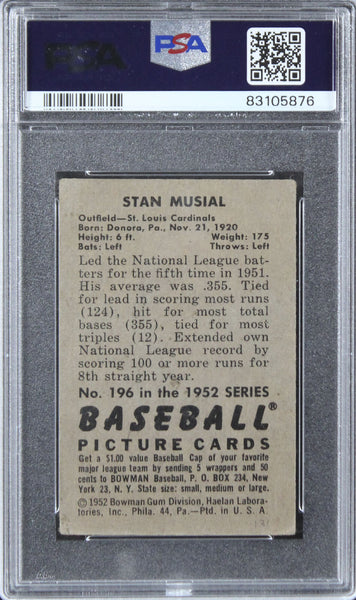 PSA
PSA
83105876
STAN MUSIAL
Outfield—St. Louis Cardinals
Born: Donora, Pa., Nov. 21, 1920
Height: 6 ft. Weight: 175
Bats: Left Throws: Left
Led the National League bat-
ters for the fifth time in 1951.
His average was .355. Tied
for lead in scoring most runs
(124), hit for most total
bases (355), tied for most
triples (12). Extended own
National League record by
scoring 100 or more runs for
8th straight year.
No. 196 in the 1952 SERIES
BASEBALL®
PICTURE CARDS
Get a $1.00 value Baseball Cap of your favorite
major league team by sending 5 wrappers and 50
cents to BOWMAN Baseball, P. O. BOX 234, New
York 23, N. Y. State size: small, medium or large.
©1952 Bowman Gum Division, Haelan Labora-
tories, Inc., Phila. 44, Pa.—Ptd. in U. S. A.